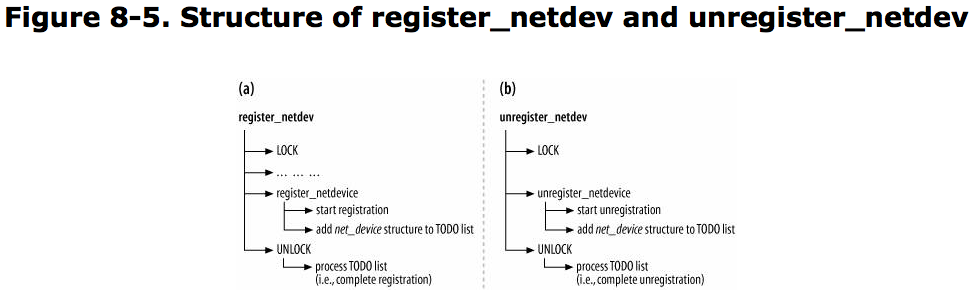 Figure 8-5. Structure of register_netdev and unregister_netdev
(a)
register_netdev
LOCK
... ... ...
register_netdevice
start registration
add net_device structure to TODO list
UNLOCK
process TODO list
(i.e., complete registration)
(b)
unregister_netdev
LOCK
unregister_netdevice
start unregistration
add net_device structure to TODO list
UNLOCK
process TODO list
(i.e., complete unregistration)